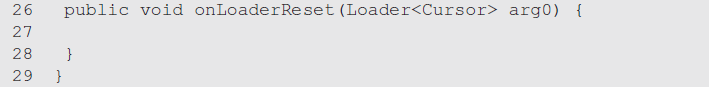 26 public void onLoaderReset(Loader<Cursor> arg0) {
27
28 }
29 }